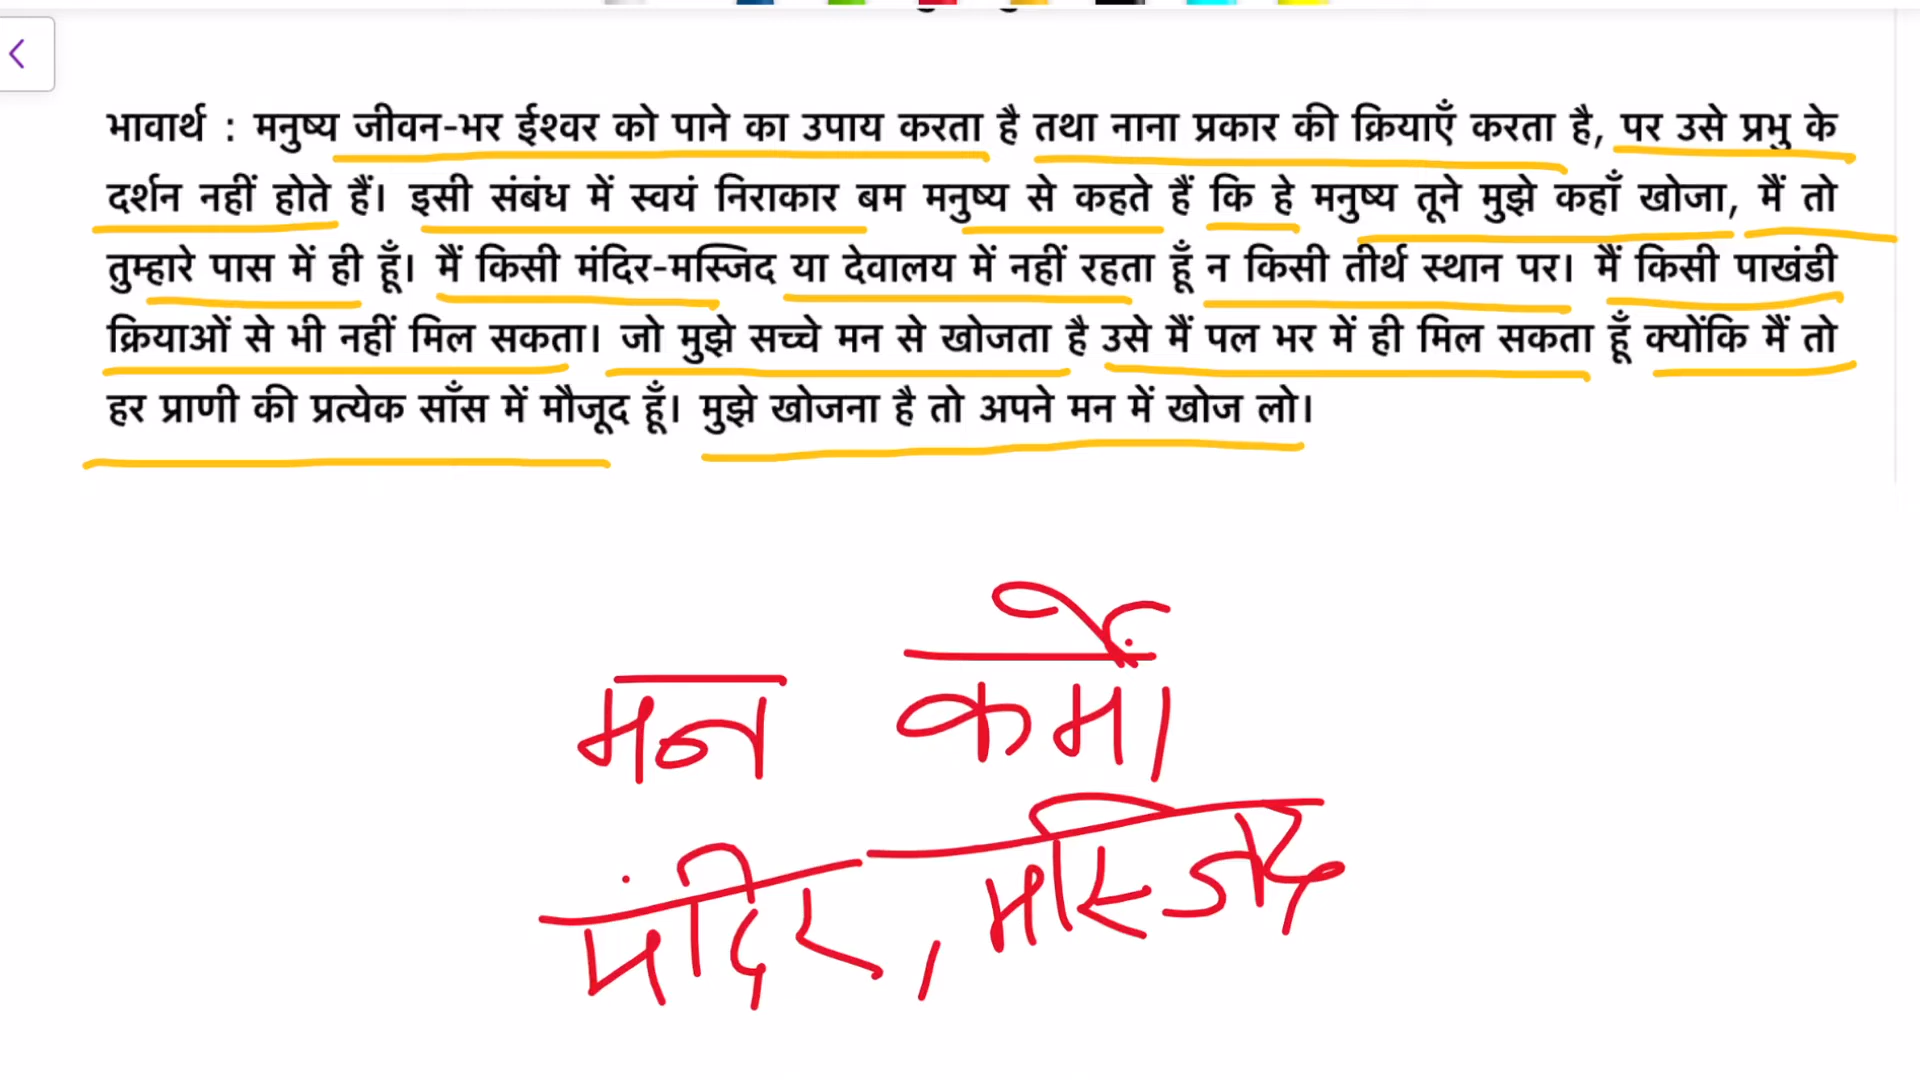 भावार्थ : मनुष्य जीवन-भर ईश्वर को पाने का उपाय करता है तथा नाना प्रकार की क्रियाएँ करता है, पर उसे प्रभु के
दर्शन नहीं होते हैं। इसी संबंध में स्वयं निराकार बम मनुष्य से कहते हैं कि हे मनुष्य तूने मुझे कहाँ खोजा, मैं तो
तुम्हारे पास में ही हूँ। मैं किसी मंदिर-मस्जिद या देवालय में नहीं रहता हूँ न किसी तीर्थ स्थान पर। मैं किसी पाखंडी
क्रियाओं से भी नहीं मिल सकता। जो मुझे सच्चे मन से खोजता है उसे मैं पल भर में ही मिल सकता हूँ क्योंकि मैं तो
हर प्राणी की प्रत्येक साँस में मौजूद हूँ। मुझे खोजना है तो अपने मन में खोज लो।
मन कर्मों
मंदिर, मस्जिद